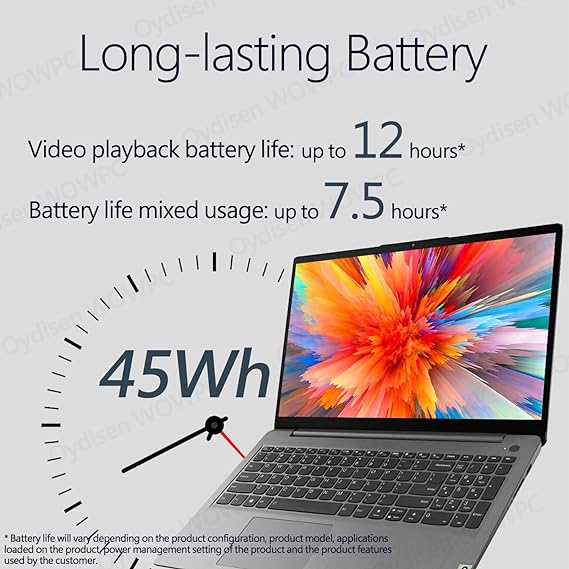 Long-lasting Battery
Video playback battery life: up to 12 hours*
Battery life mixed usage: up to 7.5 hours*
45Wh
* Battery life will vary depending on the product configuration, product model, applications
loaded on the product, power management setting of the product and the product features
used by the customer.
Oydisen WOWPC